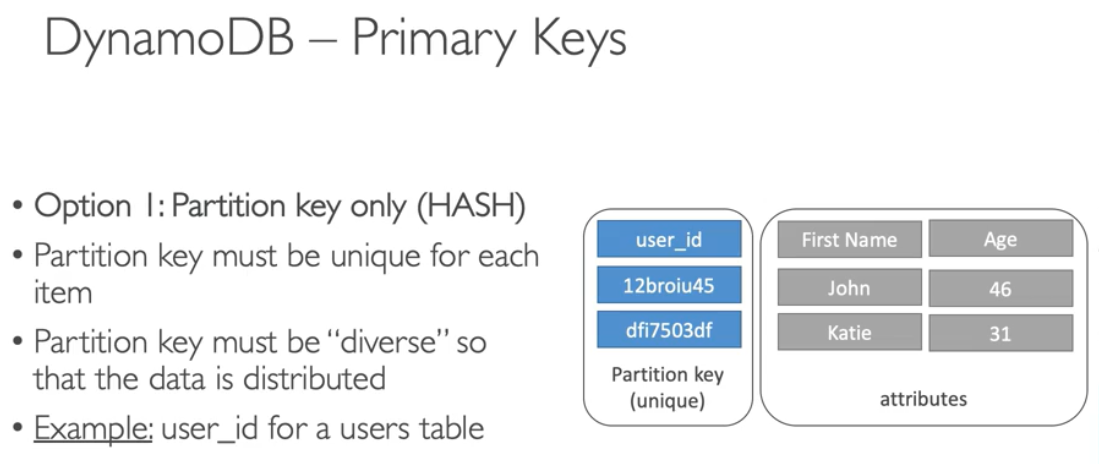 DynamoDB – Primary Keys
• Option 1: Partition key only (HASH)
• Partition key must be unique for each
item
• Partition key must be “diverse” so
that the data is distributed
• Example: user_id for a users table
user_id
12broiu45
dfi7503df
Partition key
(unique)
First Name Age
John 46
Katie 31
attributes